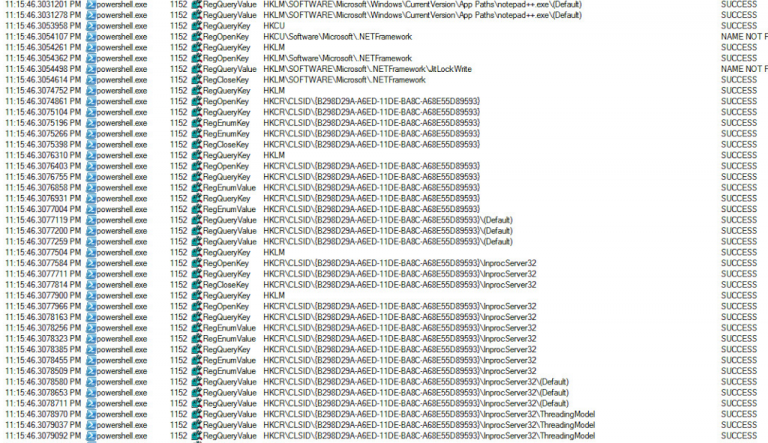 11:15:46.3031201 PM powershell.exe 1152 RegQueryValue HKLM\SOFTWARE\Microsoft\Windows\CurrentVersion\App Paths\notepad++.exe\(Default) SUCCESS
11:15:46.3031278 PM powershell.exe 1152 RegQueryValue HKLM\SOFTWARE\Microsoft\Windows\CurrentVersion\App Paths\notepad++.exe\(Default) SUCCESS
11:15:46.3053958 PM powershell.exe 1152 RegQueryKey HKCU SUCCESS
11:15:46.3054107 PM powershell.exe 1152 RegOpenKey HKCU\Software\Microsoft\.NETFramework NAME NOT F
11:15:46.3054261 PM powershell.exe 1152 RegQueryKey HKLM SUCCESS
11:15:46.3054362 PM powershell.exe 1152 RegOpenKey HKLM\Software\Microsoft\.NETFramework SUCCESS
11:15:46.3054498 PM powershell.exe 1152 RegQueryValue HKLM\SOFTWARE\Microsoft\.NETFramework\JitLockWrite NAME NOT F
11:15:46.3054614 PM powershell.exe 1152 RegCloseKey HKLM\SOFTWARE\Microsoft\.NETFramework SUCCESS
11:15:46.3074752 PM powershell.exe 1152 RegQueryKey HKLM SUCCESS
11:15:46.3074861 PM powershell.exe 1152 RegOpenKey HKCR\CLSID\{B298D29A-A6ED-11DE-BA8C-A68E55D89593} SUCCESS
11:15:46.3075104 PM powershell.exe 1152 RegQueryKey HKCR\CLSID\{B298D29A-A6ED-11DE-BA8C-A68E55D89593} SUCCESS
11:15:46.3075196 PM powershell.exe 1152 RegEnumKey HKCR\CLSID\{B298D29A-A6ED-11DE-BA8C-A68E55D89593} SUCCESS
11:15:46.3075266 PM powershell.exe 1152 RegEnumKey HKCR\CLSID\{B298D29A-A6ED-11DE-BA8C-A68E55D89593} SUCCESS
11:15:46.3075398 PM powershell.exe 1152 RegCloseKey HKCR\CLSID\{B298D29A-A6ED-11DE-BA8C-A68E55D89593} SUCCESS
11:15:46.3076310 PM powershell.exe 1152 RegQueryKey HKLM SUCCESS
11:15:46.3076403 PM powershell.exe 1152 RegOpenKey HKCR\CLSID\{B298D29A-A6ED-11DE-BA8C-A68E55D89593} SUCCESS
11:15:46.3076755 PM powershell.exe 1152 RegQueryKey HKCR\CLSID\{B298D29A-A6ED-11DE-BA8C-A68E55D89593} SUCCESS
11:15:46.3076858 PM powershell.exe 1152 RegEnumValue HKCR\CLSID\{B298D29A-A6ED-11DE-BA8C-A68E55D89593} SUCCESS
11:15:46.3076931 PM powershell.exe 1152 RegQueryKey HKCR\CLSID\{B298D29A-A6ED-11DE-BA8C-A68E55D89593} SUCCESS
11:15:46.3077004 PM powershell.exe 1152 RegEnumValue HKCR\CLSID\{B298D29A-A6ED-11DE-BA8C-A68E55D89593} SUCCESS
11:15:46.3077119 PM powershell.exe 1152 RegQueryValue HKCR\CLSID\{B298D29A-A6ED-11DE-BA8C-A68E55D89593}\(Default) SUCCESS
11:15:46.3077200 PM powershell.exe 1152 RegQueryValue HKCR\CLSID\{B298D29A-A6ED-11DE-BA8C-A68E55D89593}\(Default) SUCCESS
11:15:46.3077259 PM powershell.exe 1152 RegQueryValue HKCR\CLSID\{B298D29A-A6ED-11DE-BA8C-A68E55D89593}\(Default) SUCCESS
11:15:46.3077504 PM powershell.exe 1152 RegQueryKey HKLM SUCCESS
11:15:46.3077584 PM powershell.exe 1152 RegOpenKey HKCR\CLSID\{B298D29A-A6ED-11DE-BA8C-A68E55D89593}\InprocServer32 SUCCESS
11:15:46.3077711 PM powershell.exe 1152 RegQueryKey HKCR\CLSID\{B298D29A-A6ED-11DE-BA8C-A68E55D89593}\InprocServer32 SUCCESS
11:15:46.3077814 PM powershell.exe 1152 RegCloseKey HKCR\CLSID\{B298D29A-A6ED-11DE-BA8C-A68E55D89593}\InprocServer32 SUCCESS
11:15:46.3077900 PM powershell.exe 1152 RegQueryKey HKLM SUCCESS
11:15:46.3077966 PM powershell.exe 1152 RegOpenKey HKCR\CLSID\{B298D29A-A6ED-11DE-BA8C-A68E55D89593}\InprocServer32 SUCCESS
11:15:46.3078163 PM powershell.exe 1152 RegQueryKey HKCR\CLSID\{B298D29A-A6ED-11DE-BA8C-A68E55D89593}\InprocServer32 SUCCESS
11:15:46.3078256 PM powershell.exe 1152 RegEnumValue HKCR\CLSID\{B298D29A-A6ED-11DE-BA8C-A68E55D89593}\InprocServer32 SUCCESS
11:15:46.3078323 PM powershell.exe 1152 RegEnumValue HKCR\CLSID\{B298D29A-A6ED-11DE-BA8C-A68E55D89593}\InprocServer32 SUCCESS
11:15:46.3078385 PM powershell.exe 1152 RegQueryKey HKCR\CLSID\{B298D29A-A6ED-11DE-BA8C-A68E55D89593}\InprocServer32 SUCCESS
11:15:46.3078455 PM powershell.exe 1152 RegEnumValue HKCR\CLSID\{B298D29A-A6ED-11DE-BA8C-A68E55D89593}\InprocServer32 SUCCESS
11:15:46.3078509 PM powershell.exe 1152 RegEnumValue HKCR\CLSID\{B298D29A-A6ED-11DE-BA8C-A68E55D89593}\InprocServer32 SUCCESS
11:15:46.3078580 PM powershell.exe 1152 RegQueryValue HKCR\CLSID\{B298D29A-A6ED-11DE-BA8C-A68E55D89593}\InprocServer32\(Default) SUCCESS
11:15:46.3078653 PM powershell.exe 1152 RegQueryValue HKCR\CLSID\{B298D29A-A6ED-11DE-BA8C-A68E55D89593}\InprocServer32\(Default) SUCCESS
11:15:46.3078711 PM powershell.exe 1152 RegQueryValue HKCR\CLSID\{B298D29A-A6ED-11DE-BA8C-A68E55D89593}\InprocServer32\(Default) SUCCESS
11:15:46.3078970 PM powershell.exe 1152 RegQueryValue HKCR\CLSID\{B298D29A-A6ED-11DE-BA8C-A68E55D89593}\InprocServer32\ThreadingModel SUCCESS
11:15:46.3079037 PM powershell.exe 1152 RegQueryValue HKCR\CLSID\{B298D29A-A6ED-11DE-BA8C-A68E55D89593}\InprocServer32\ThreadingModel SUCCESS
11:15:46.3079092 PM powershell.exe 1152 RegQueryValue HKCR\CLSID\{B298D29A-A6ED-11DE-BA8C-A68E55D89593}\InprocServer32\ThreadingModel SUCCESS